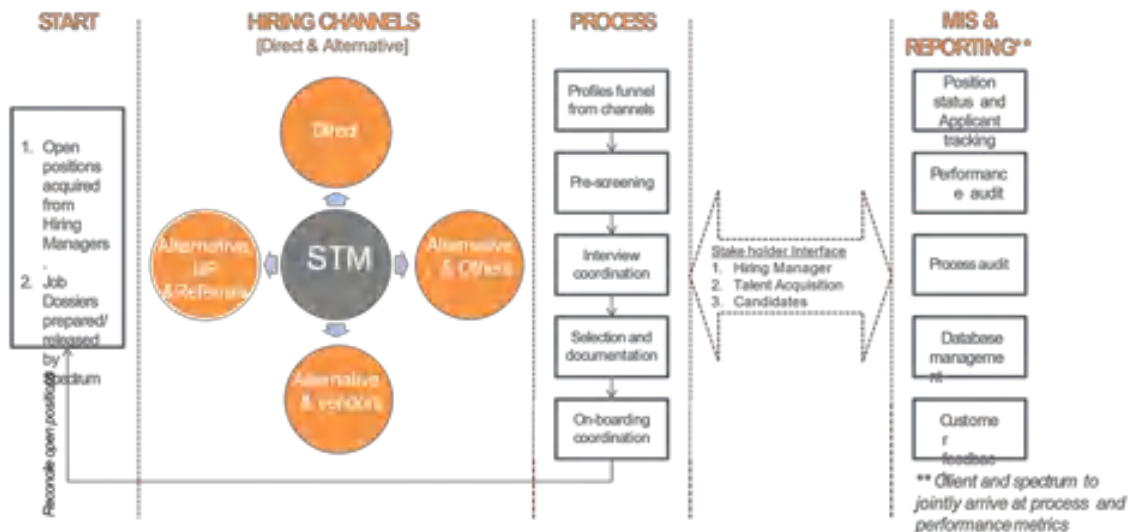 START
1. Open
positions
acquired
from
Hiring
Managers
.
2. Job
Dossiers
prepared/
released
by
spectrum
Reconcile open positions
HIRING CHANNELS
[Direct & Alternative]
Direct
Alternative,
& Referrals
STM
Alternative
, & Others
Alternative
& vendors
PROCESS
Profiles funnel
from channels
Pre-screening
Interview
coordination
Selection and
documentation
On-boarding
coordination
Stake holder Interface
1. Hiring Manager
2. Talent Acquisition
3. Candidates
MIS &
REPORTING**
Position
status and
Applicant
tracking
Performanc
e audit
Process audit
Database
manageme
nt
Custome
r
feedbac
** Client and spectrum to
jointly arrive at process and
performance metrics